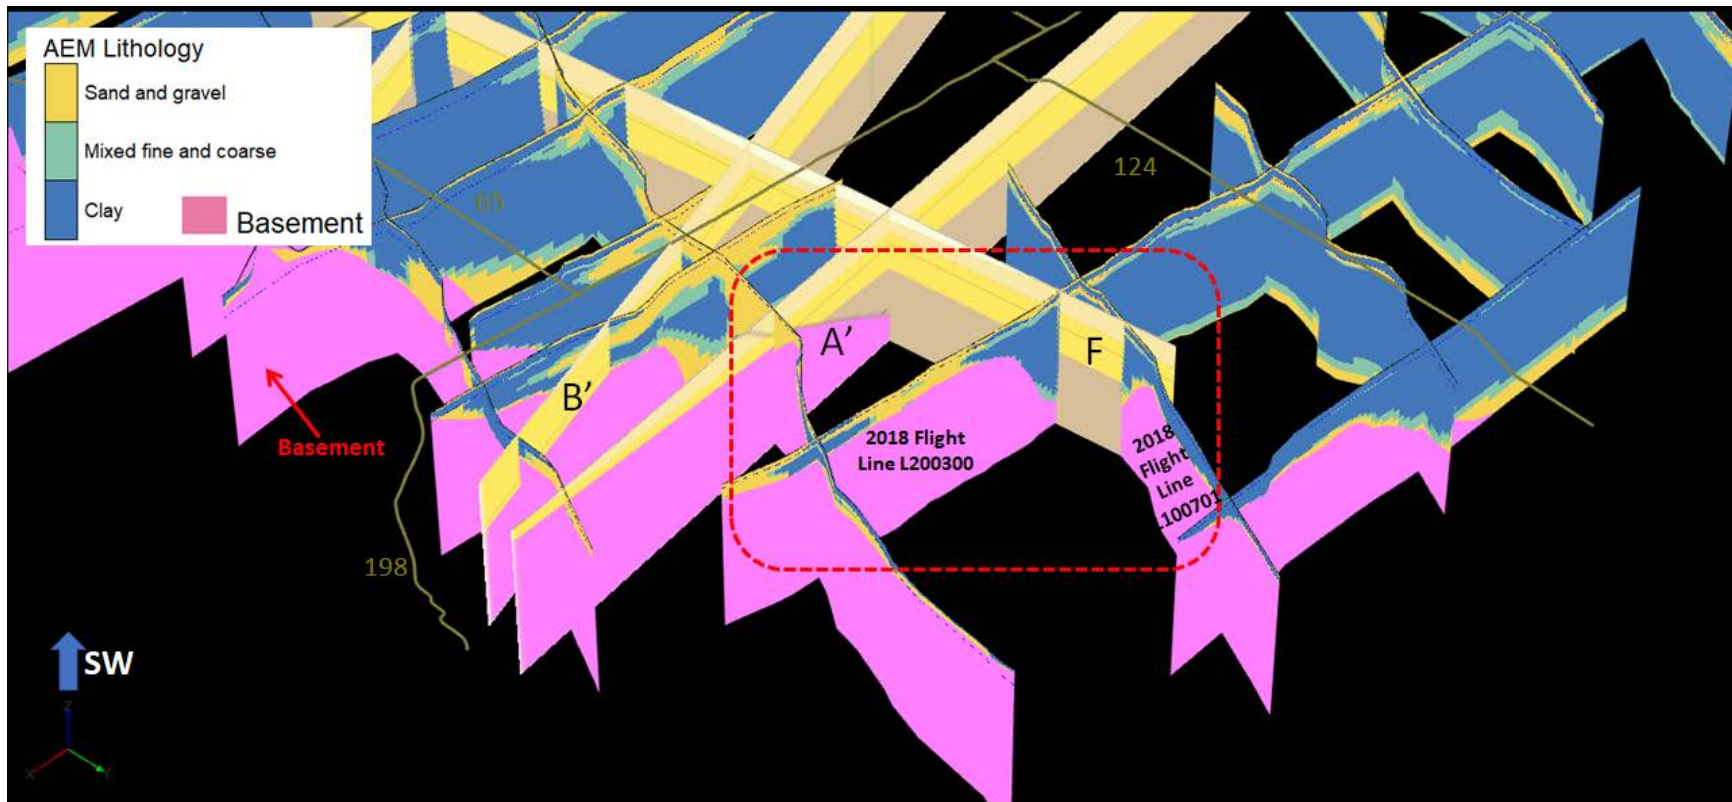 AEM Lithology
Sand and gravel
Mixed fine and coarse
Clay
Basement
124
65
A’
F
B’
2018 Flight
Line L200300
2018
Flight
Line
L100701
Basement
198
SW
Z
X
Y